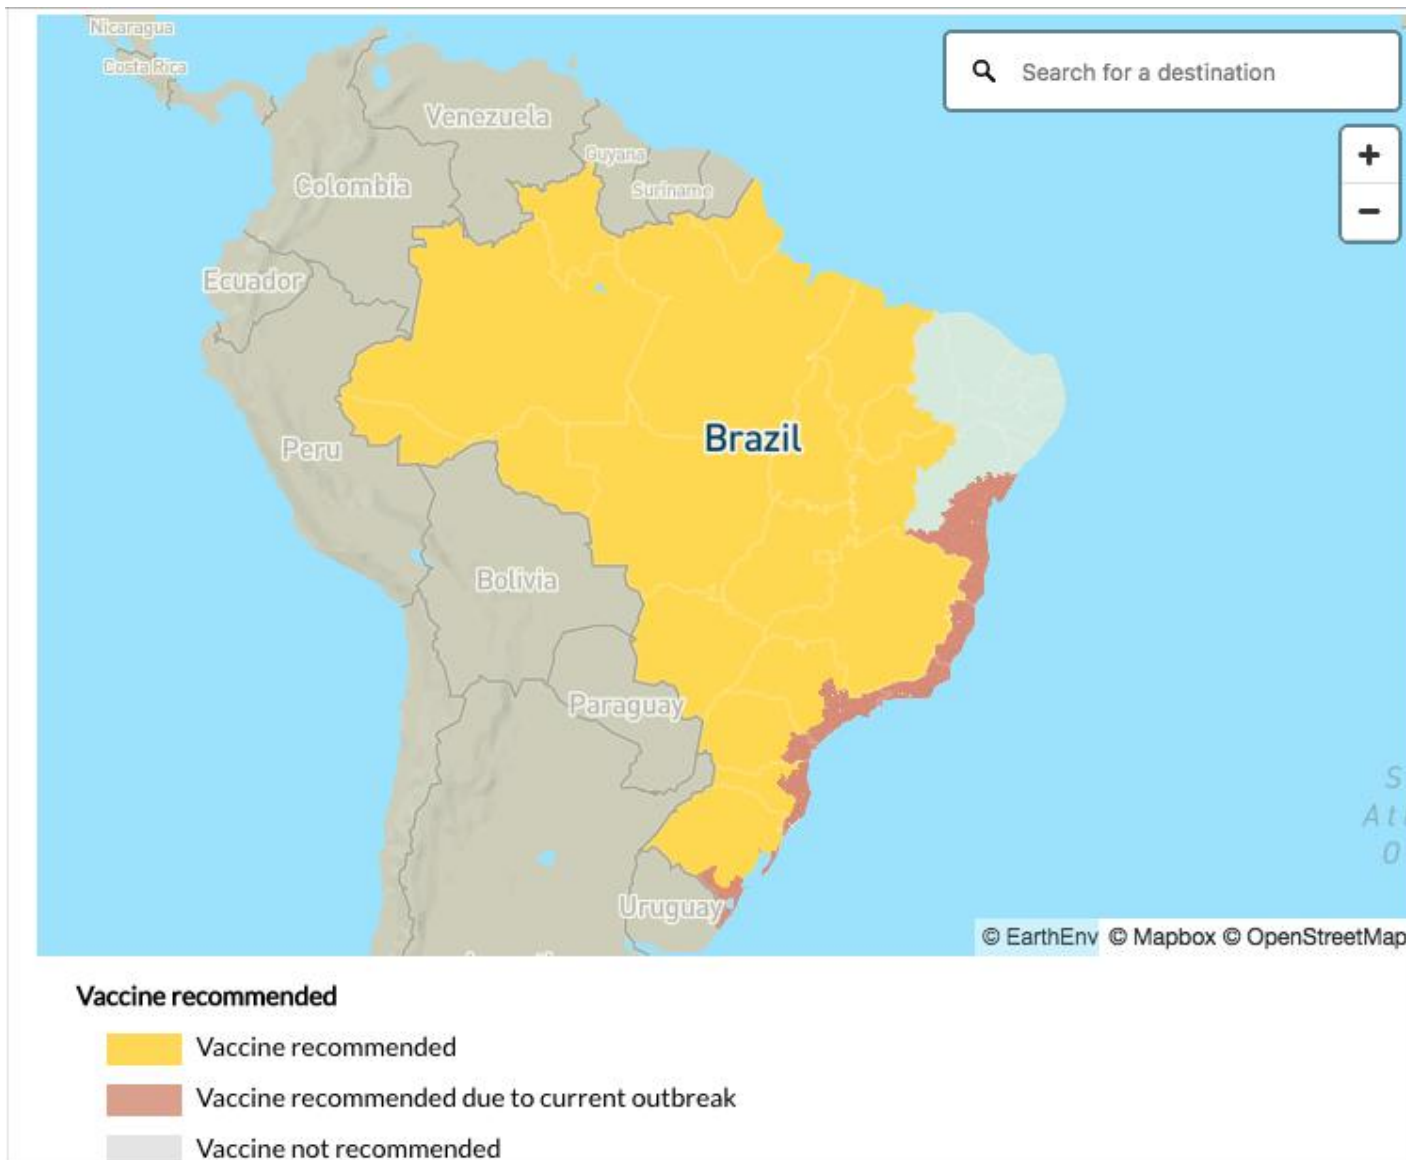 Nicaragua
Costa Rica
Search for a destination
Venezuela
Guyana
+
Colombia
Suriname
−
Ecuador
Brazil
Peru
Bolivia
Paraguay
S
At
O
Uruguay
© EarthEnv © Mapbox © OpenStreetMap
Vaccine recommended
Vaccine recommended
Vaccine recommended due to current outbreak
Vaccine not recommended